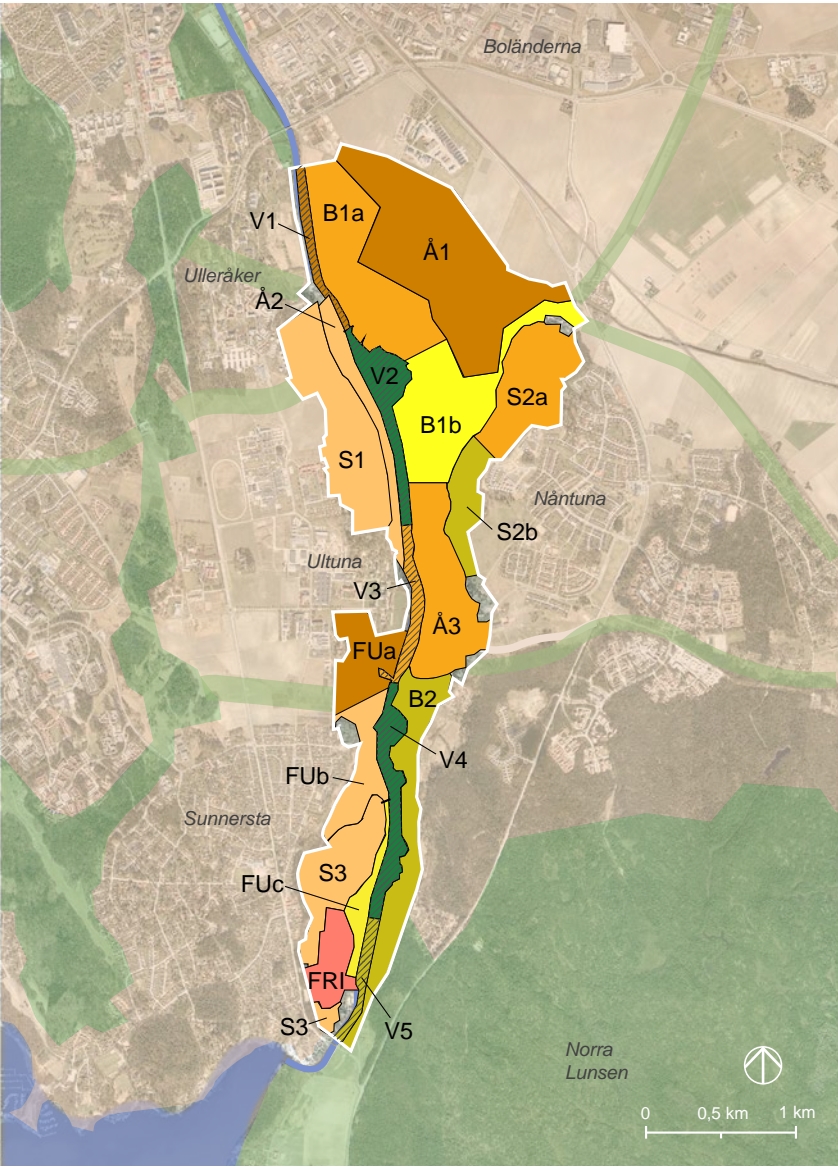 Boländerna
B1a
V1
Å1
Ulleråker
Å2
V2
S2a
B1b
S1
Nåntuna
S2b
Ultuna
V3
Å3
FUa
B2
V4
FUb
Sunnersta
S3
FUc
FRI
S3
V5
Norra
Lunsen
0 0,5 km 1 km